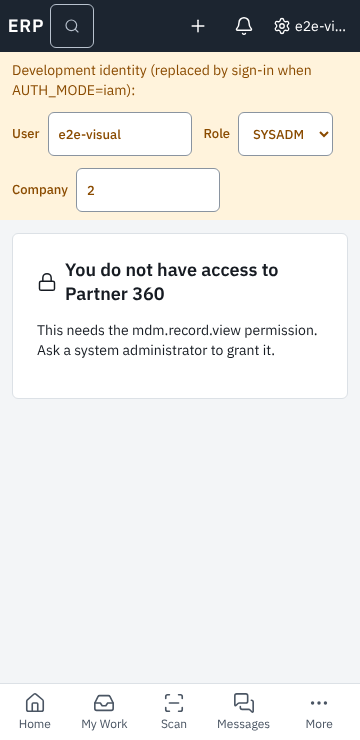 ERP
e2e-vi...
Development identity (replaced by sign-in when
AUTH_MODE=iam):
User e2e-visual Role SYSADM
Company 2
You do not have access to
Partner 360
This needs the mdm.record.view permission.
Ask a system administrator to grant it.
Home My Work Scan Messages More